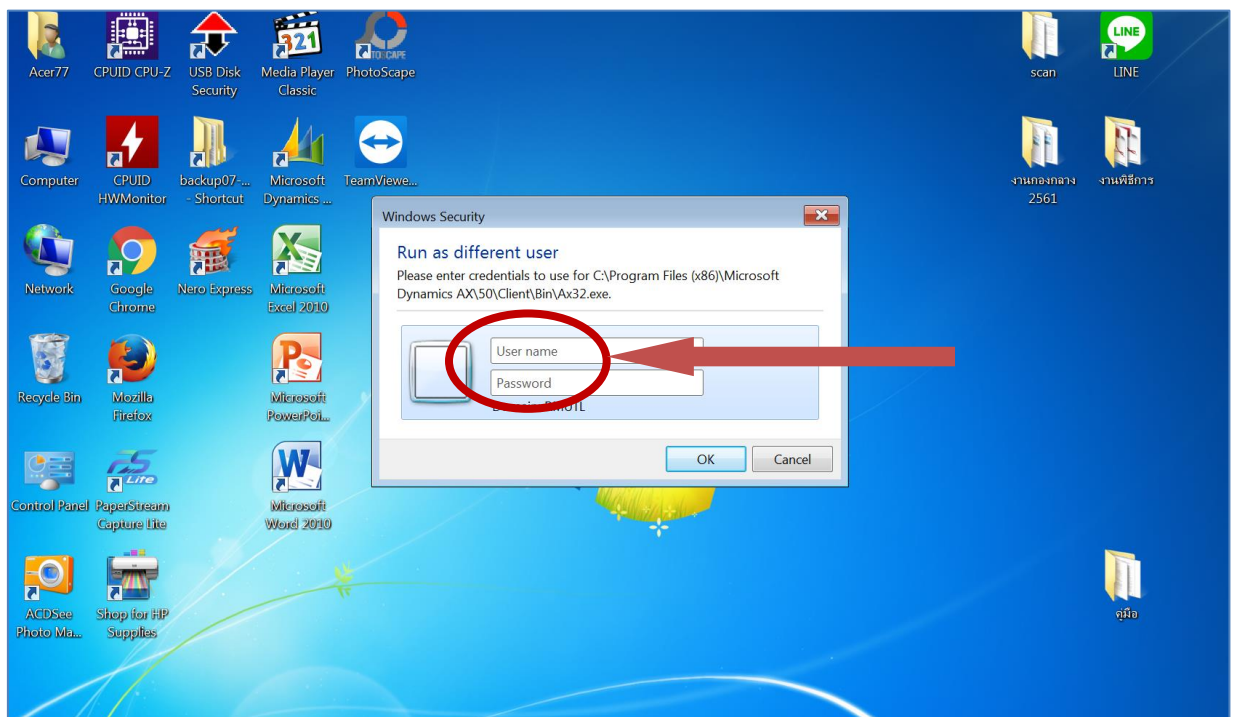 Acer77
CPUID CPU-Z
USB Disk
Security
Media Player
Classic
321
PhotoScape
scan
LINE
LINE
Computer
CPUID
HWMonitor
backup07-...
- Shortcut
Microsoft
Dynamics ...
TeamViewe...
งานกองกลาง
2561
งานพิธีการ
Network
Google
Chrome
Nero Express
Microsoft
Excel 2010
Recycle Bin
Mozilla
Firefox
Microsoft
PowerPoi...
Control Panel
Lite
PaperStream
Capture Lite
Microsoft
Word 2010
ACDSee
Photo Ma...
Shop for HP
Supplies
คู่มือ
Windows Security
Run as different user
Please enter credentials to use for C:\Program Files (x86)\Microsoft
Dynamics AX\50\Client\Bin\Ax32.exe.
User name
Password
Domain: RMUTL
OK
Cancel